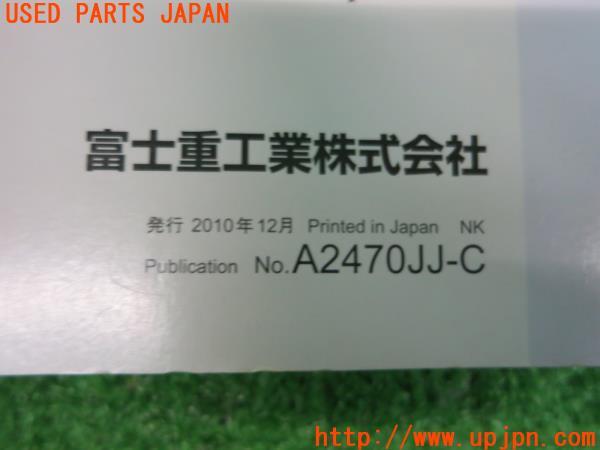 USED PARTS JAPAN
富士重工業株式会社
発行 2010年12月 Printed in Japan NK
Publication No.A2470JJ-C
http://www.upjpn.com